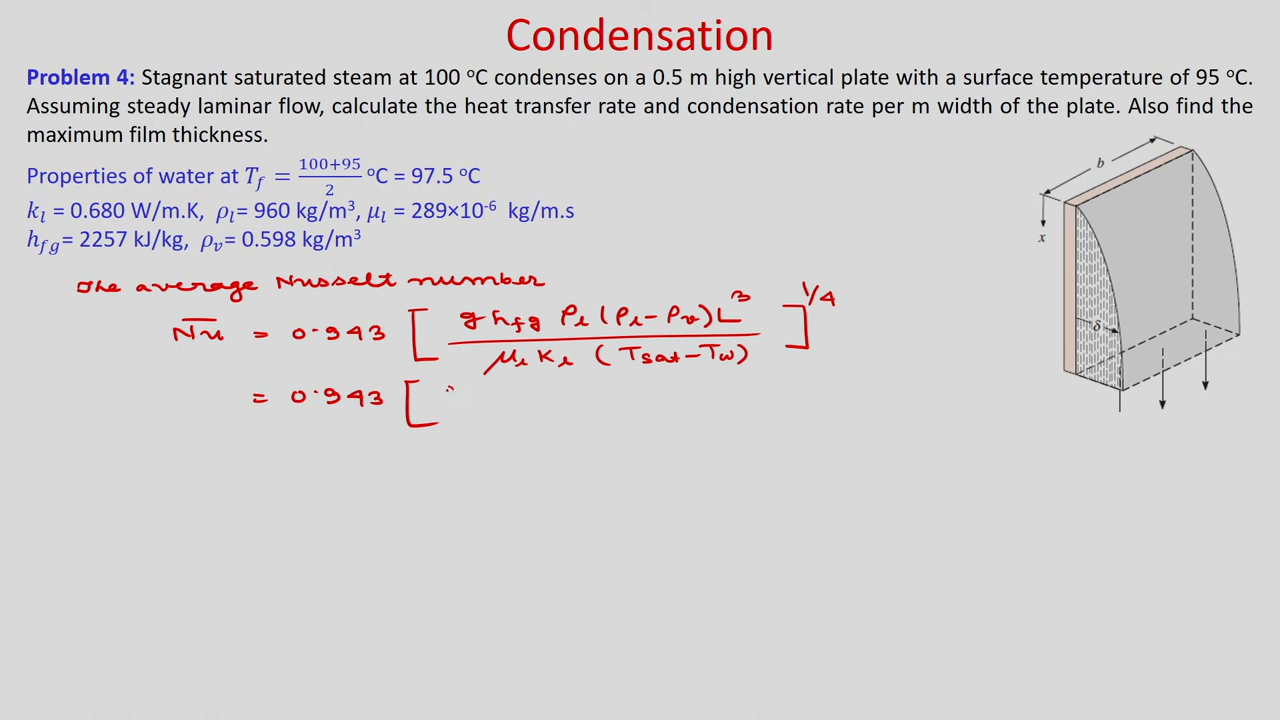 Condensation
Problem 4: Stagnant saturated steam at 100 ºC condenses on a 0.5 m high vertical plate with a surface temperature of 95 ºC.
Assuming steady laminar flow, calculate the heat transfer rate and condensation rate per m width of the plate. Also find the
maximum film thickness.
Properties of water at T_f = (100+95)/2 ºC = 97.5 ºC
k_l = 0.680 W/m.K, ρ_l= 960 kg/m³, μ_l = 289×10⁻⁶ kg/m.s
h_fg= 2257 kJ/kg, ρ_v= 0.598 kg/m³
The average Nusselt number
N̅u̅ = 0.943 [ g h_fg ρ_l (ρ_l - ρ_v) L³ / μ_l k_l (T_sat - T_w) ]^1/4
= 0.943 [
b
x
δ